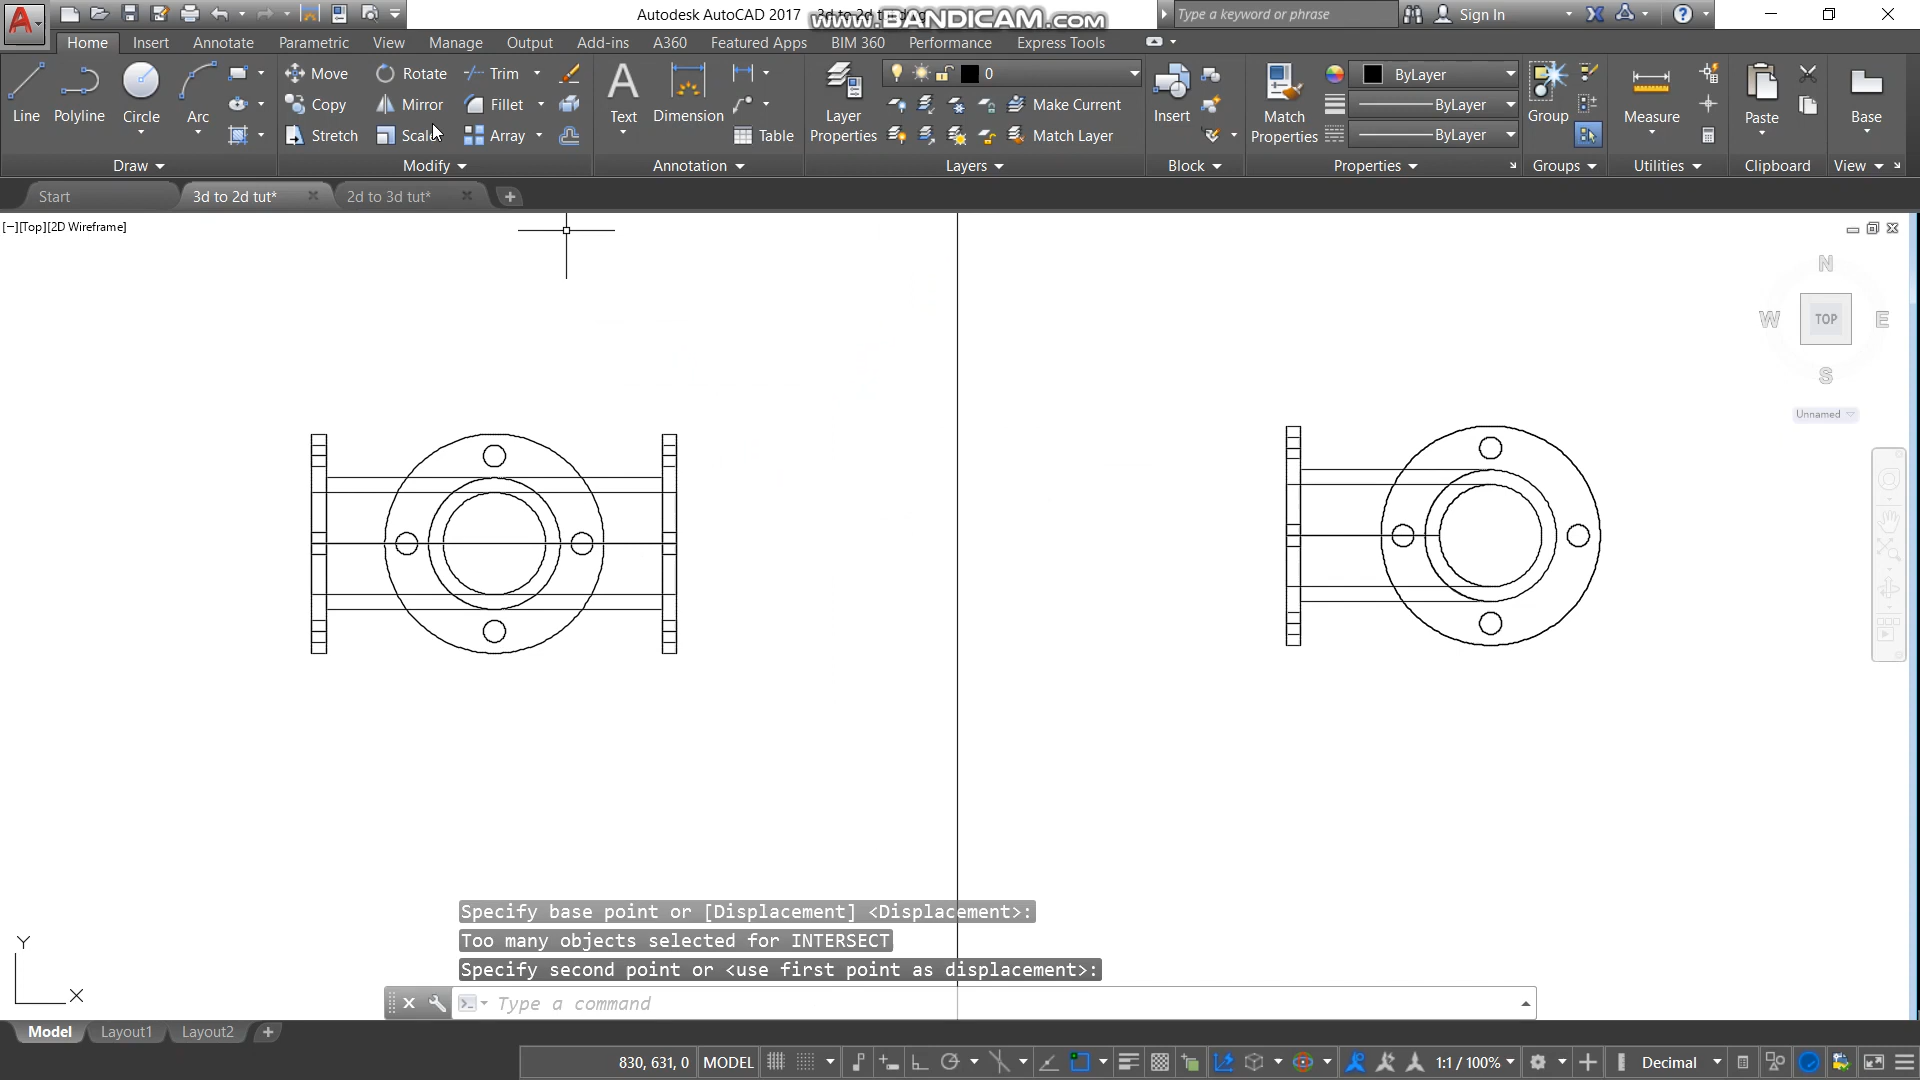 Autodesk AutoCAD 2017
www.BANDICAM.com
Type a keyword or phrase
Sign In
Home Insert Annotate Parametric View Manage Output Add-ins A360 Featured Apps BIM 360 Performance Express Tools
Line Polyline Circle Arc
Move Rotate Trim
Copy Mirror Fillet
Stretch Scale Array
Text Dimension Table
Layer Properties
0
Make Current
Match Layer
Insert
Match Properties
ByLayer
ByLayer
ByLayer
Group
Measure
Paste
Base
Draw Modify Annotation Layers Block Properties Groups Utilities Clipboard View
Start 3d to 2d tut* 2d to 3d tut*
[−][Top][2D Wireframe]
N
W TOP E
S
Unnamed
Specify base point or [Displacement] <Displacement>:
Too many objects selected for INTERSECT
Specify second point or <use first point as displacement>:
Type a command
Y
X
Model Layout1 Layout2
830, 631, 0 MODEL 1:1 / 100% Decimal